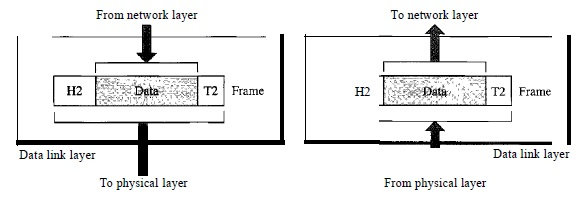 From network layer
To network layer
H2 Data T2 Frame
H2 Data T2 Frame
Data link layer
Data link layer
To physical layer
From physical layer